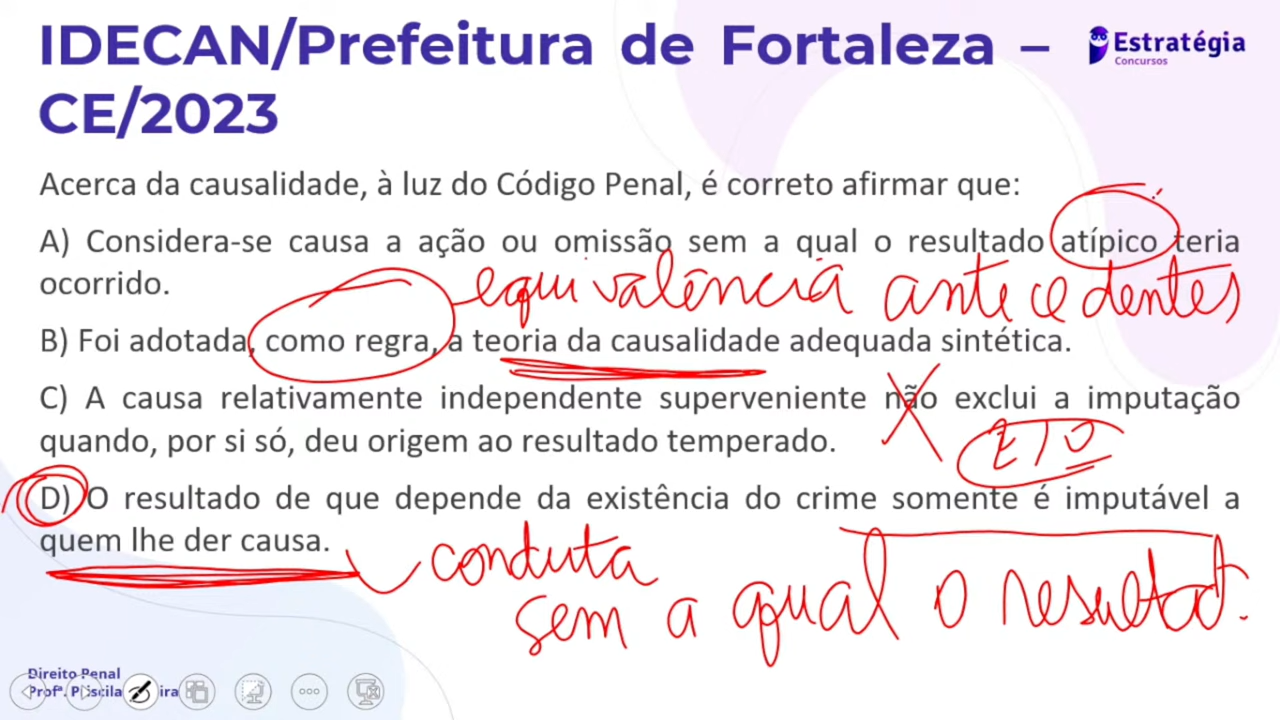 IDECAN/Prefeitura de Fortaleza –
CE/2023
Estratégia
Concursos
Acerca da causalidade, à luz do Código Penal, é correto afirmar que:
A) Considera-se causa a ação ou omissão sem a qual o resultado atípico teria
ocorrido.
equivalência antecedentes
B) Foi adotada, como regra, a teoria da causalidade adequada sintética.
C) A causa relativamente independente superveniente não exclui a imputação
quando, por si só, deu origem ao resultado temperado.
D) O resultado de que depende da existência do crime somente é imputável a
quem lhe der causa.
conduta
sem a qual o resultad.
Direito Penal
Profª.